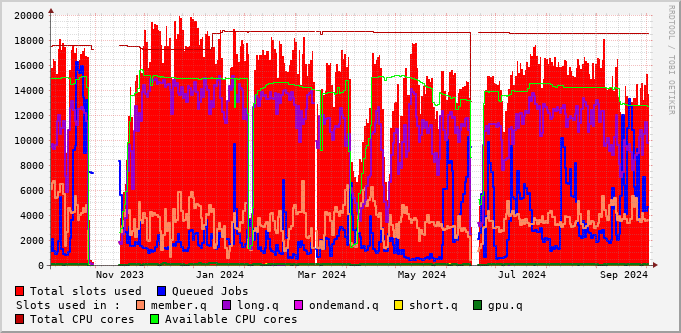 20000
18000
16000
14000
12000
10000
8000
6000
4000
2000
0
Nov 2023 Jan 2024 Mar 2024 May 2024 Jul 2024 Sep 2024
RRDTOOL / TOBI OETIKER
Total slots used Queued Jobs
Slots used in : member.q long.q ondemand.q short.q gpu.q
Total CPU cores Available CPU cores